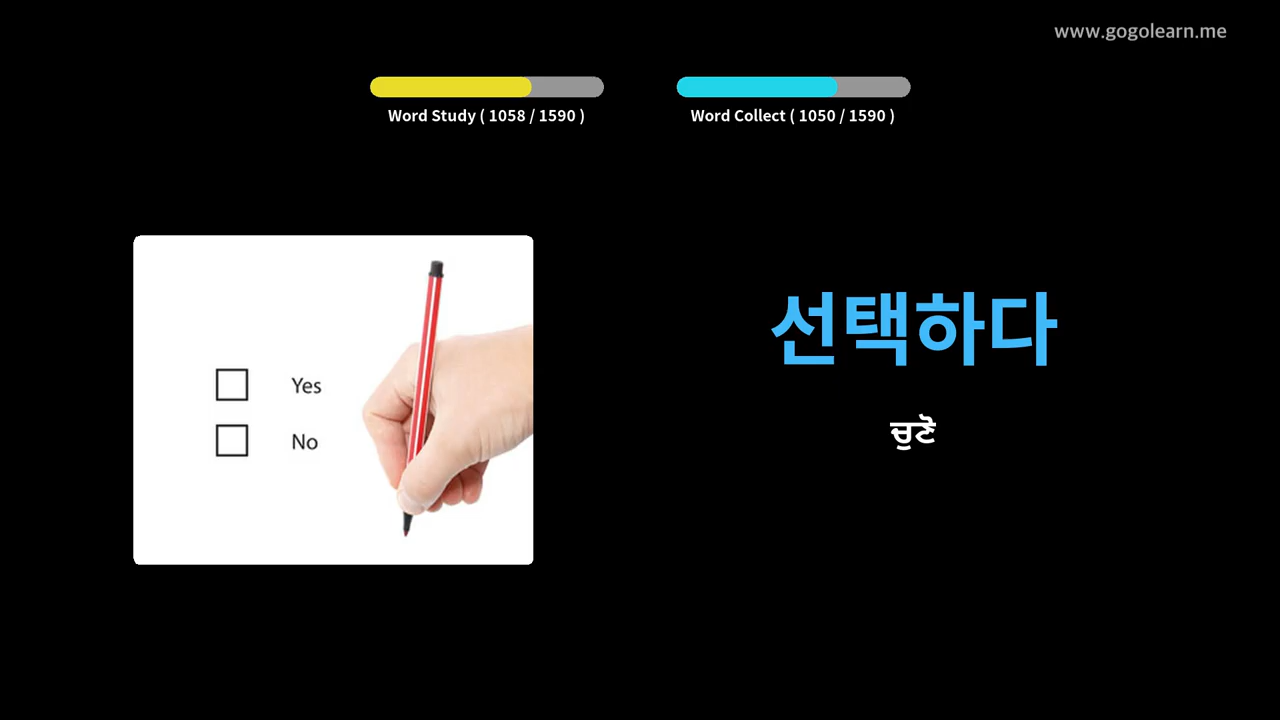 www.gogolearn.me
Word Study ( 1058 / 1590 )
Word Collect ( 1050 / 1590 )
Yes
No
선택하다
ਚੁਣੋ